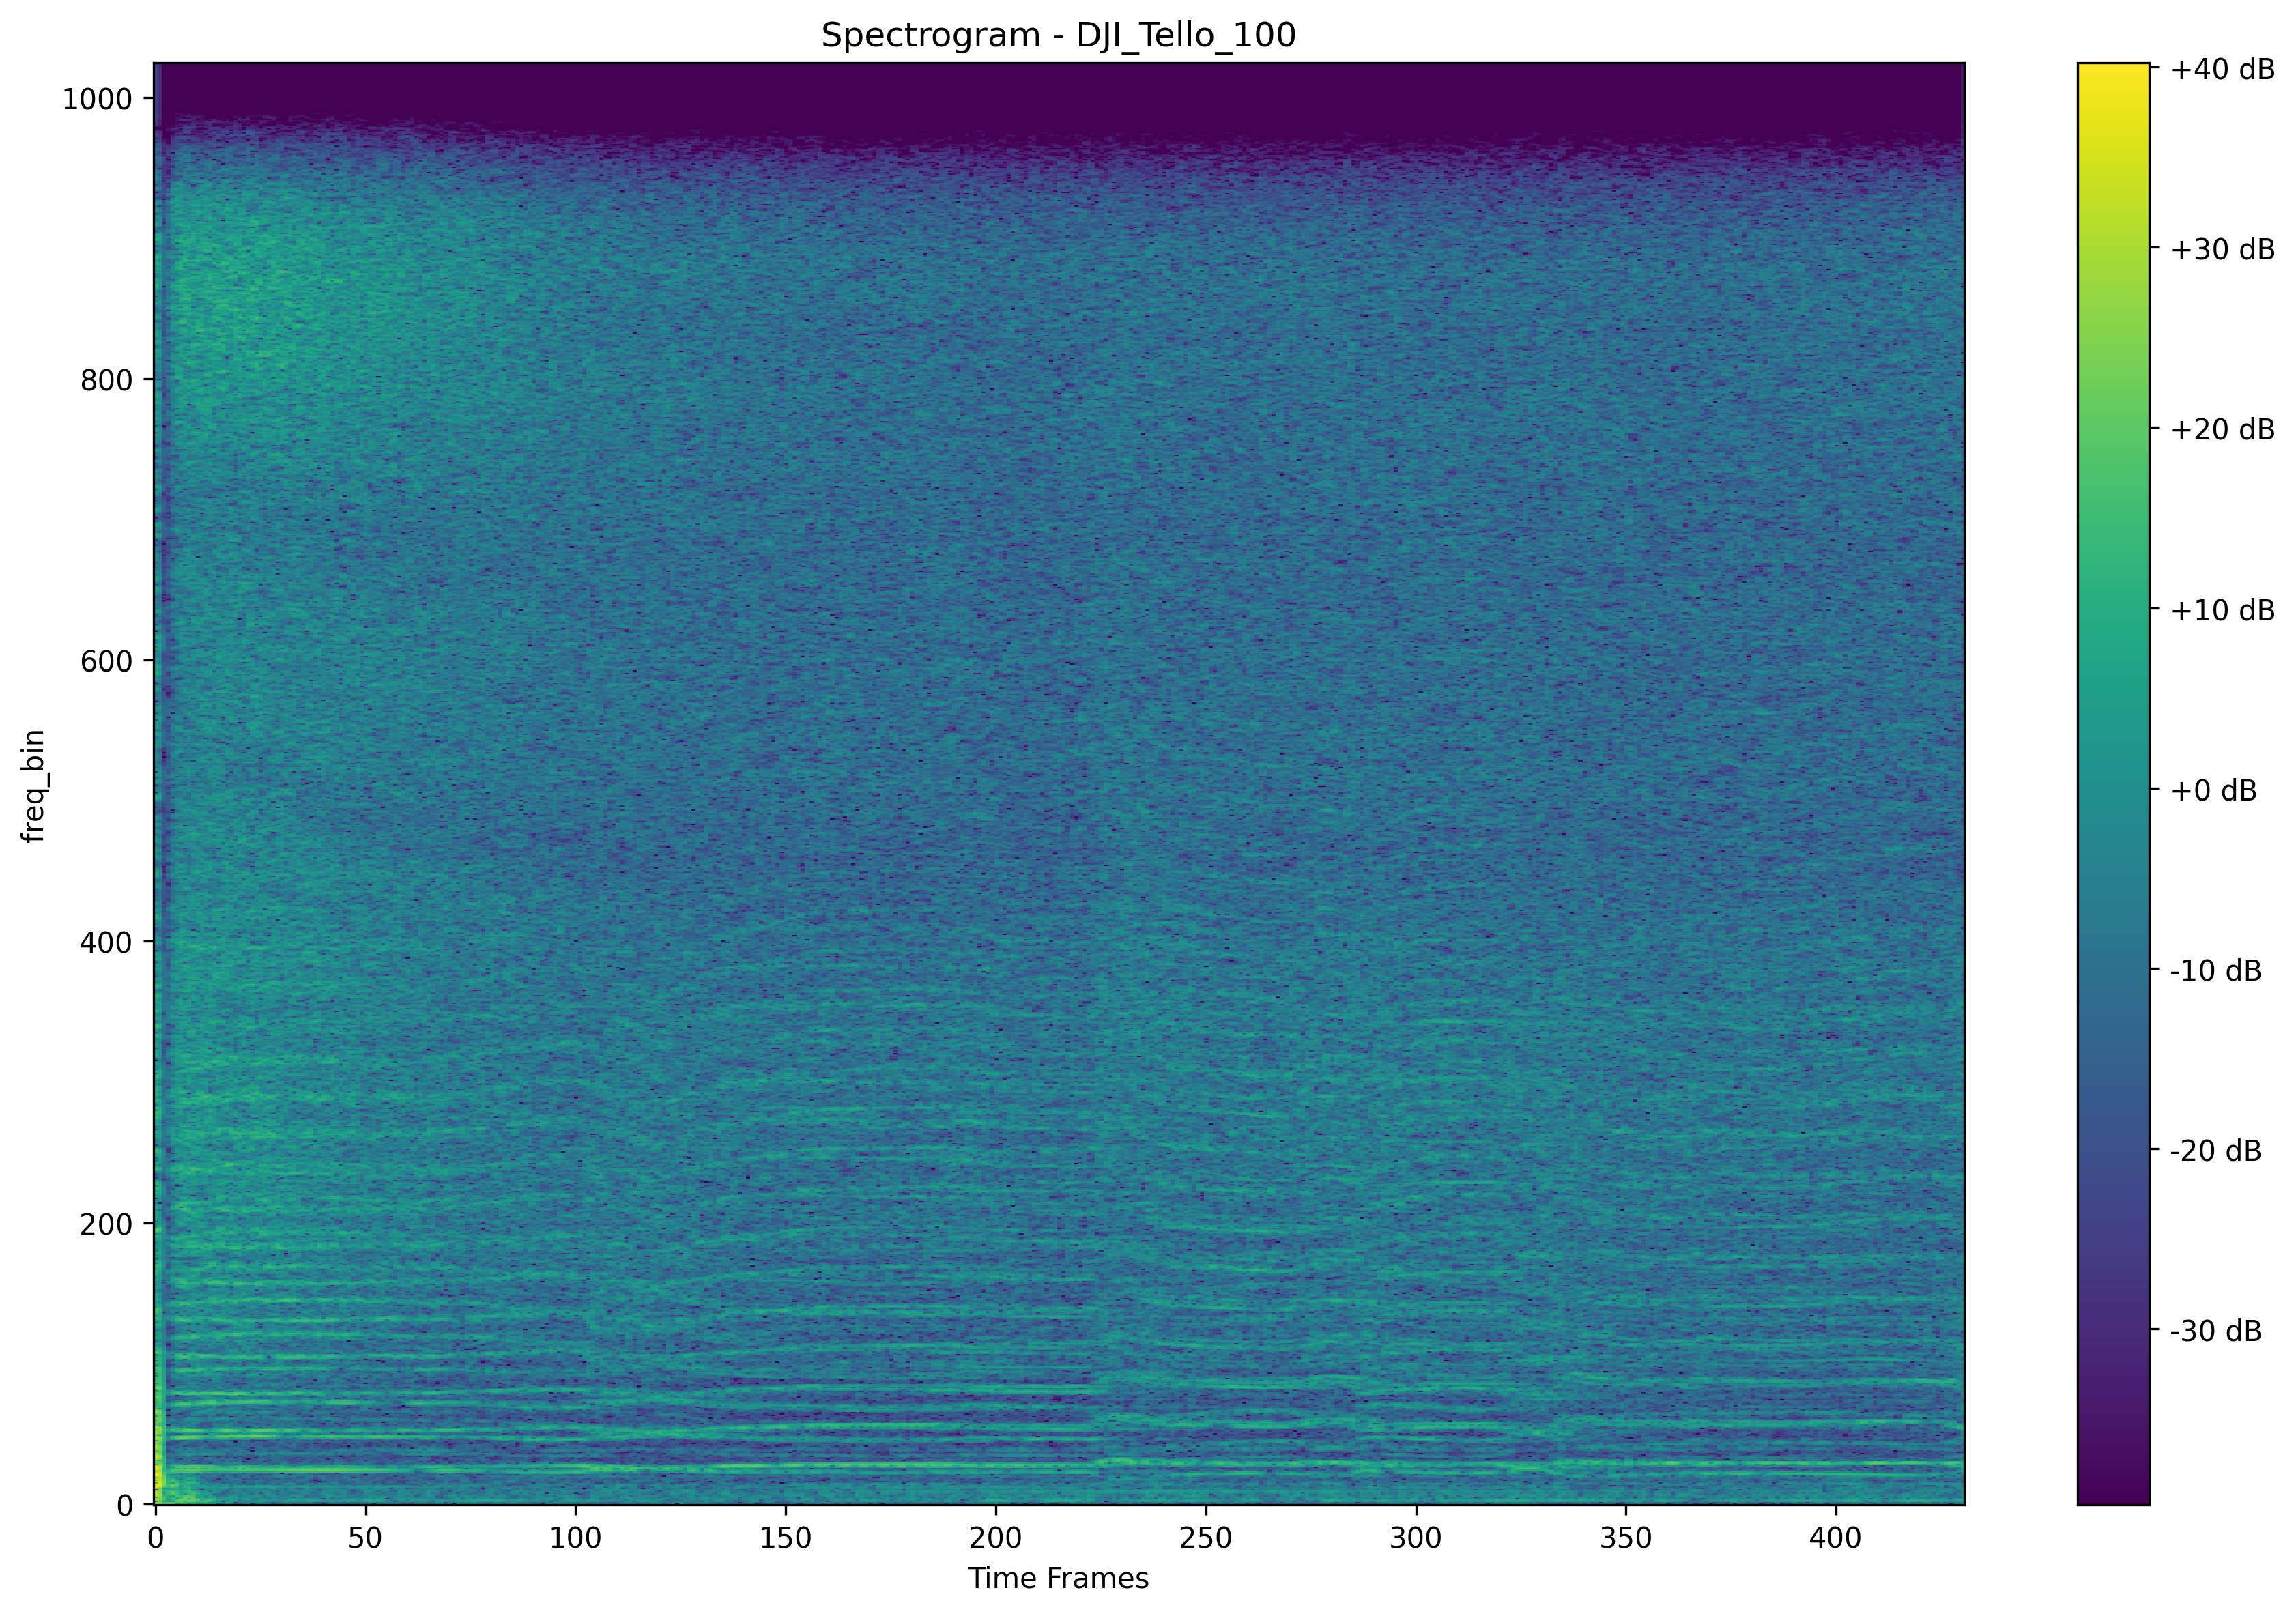 Spectrogram - DJI_Tello_100
1000
800
600
400
200
0
freq_bin
0 50 100 150 200 250 300 350 400
Time Frames
+40 dB
+30 dB
+20 dB
+10 dB
+0 dB
-10 dB
-20 dB
-30 dB